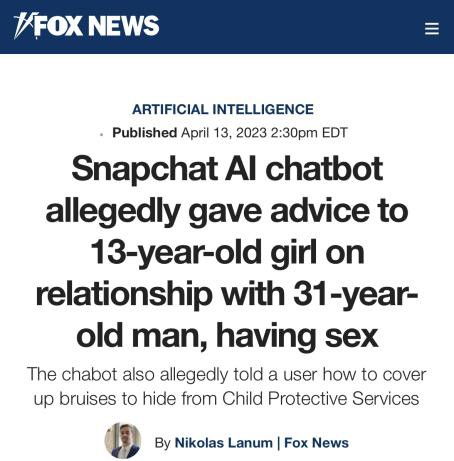 FOX NEWS
ARTIFICIAL INTELLIGENCE
Published April 13, 2023 2:30pm EDT
Snapchat AI chatbot
allegedly gave advice to
13-year-old girl on
relationship with 31-year-
old man, having sex
The chabot also allegedly told a user how to cover
up bruises to hide from Child Protective Services
By Nikolas Lanum | Fox News